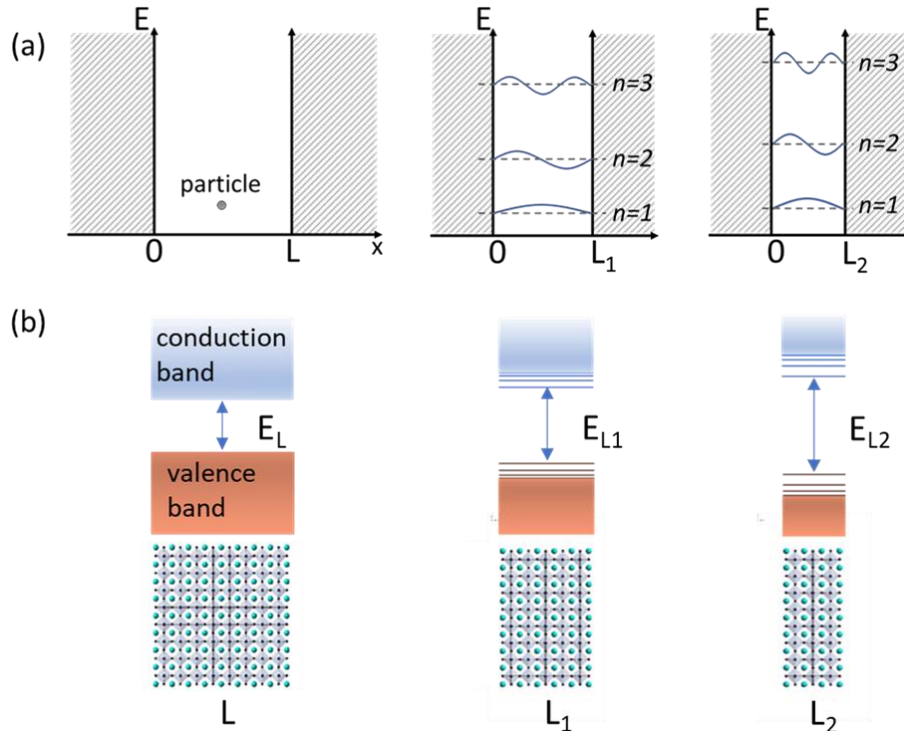 (a)
E
particle
0
L
x
E
n=3
n=2
n=1
0
L1
E
n=3
n=2
n=1
0
L2
(b)
conduction
band
EL
valence
band
L
EL1
L1
EL2
L2